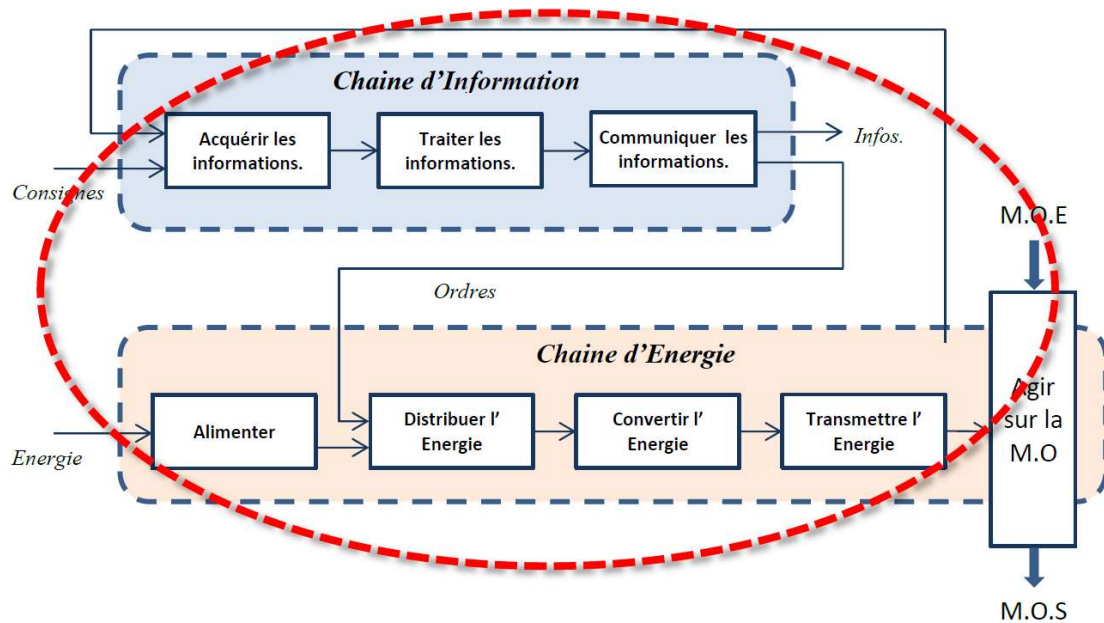 Chaine d'Information
Acquérir les
informations.
Traiter les
informations.
Communiquer les
informations.
Infos.
Consignes
M.O.E
Ordres
Chaine d'Energie
Alimenter
Distribuer l'
Energie
Convertir l'
Energie
Transmettre l'
Energie
Agir
sur la
M.O
Energie
M.O.S